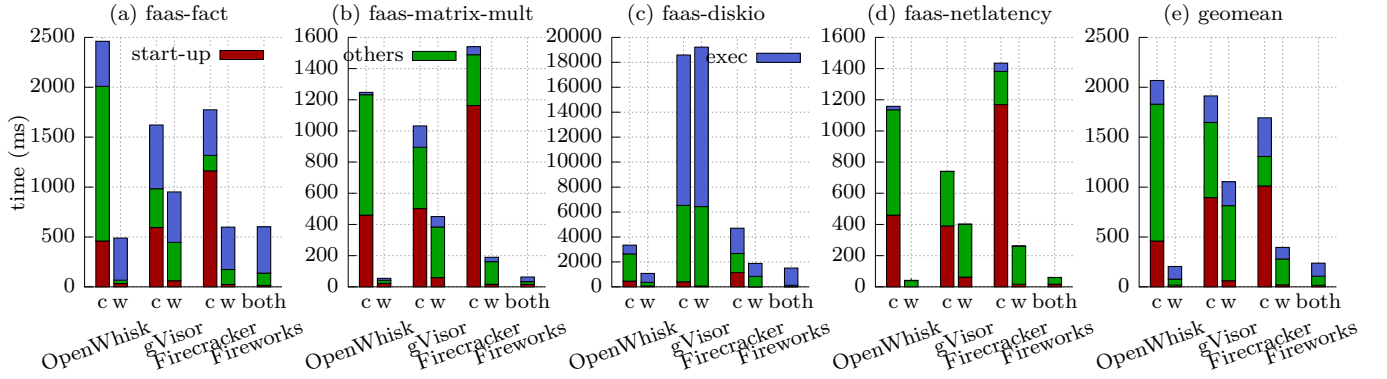 (a) faas-fact
(b) faas-matrix-mult
(c) faas-diskio
(d) faas-netlatency
(e) geomean
time (ms)
2500
2000
1500
1000
500
0
start-up
c w c w c w both
OpenWhisk
gVisor
Firecracker
Fireworks
1600
1400
1200
1000
800
600
400
200
0
others
c w c w c w both
OpenWhisk
gVisor
Firecracker
Fireworks
20000
18000
16000
14000
12000
10000
8000
6000
4000
2000
0
exec
c w c w c w both
OpenWhisk
gVisor
Firecracker
Fireworks
1600
1400
1200
1000
800
600
400
200
0
c w c w c w both
OpenWhisk
gVisor
Firecracker
Fireworks
2500
2000
1500
1000
500
0
c w c w c w both
OpenWhisk
gVisor
Firecracker
Fireworks